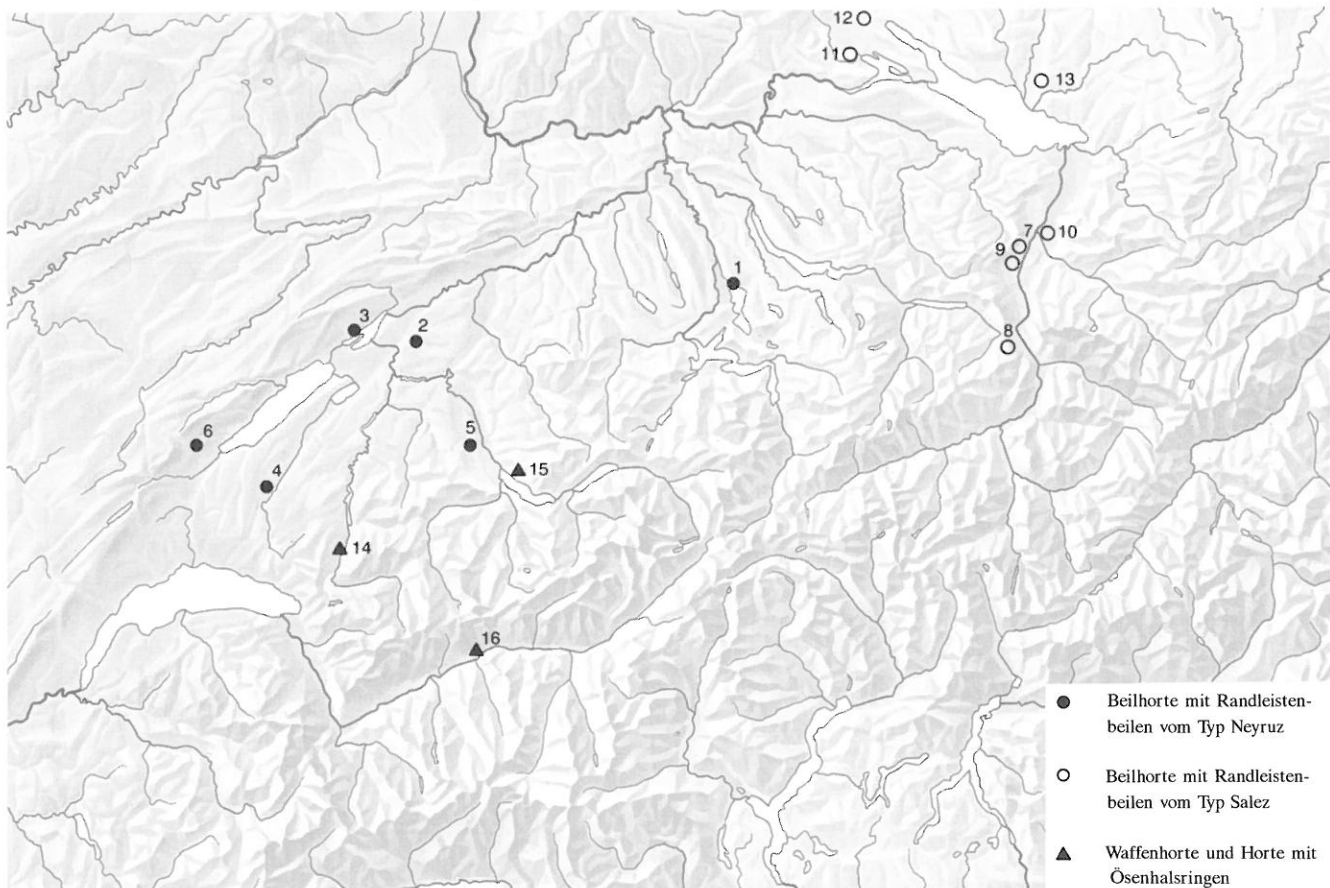 12
11
13
7
10
9
1
3
2
8
6
5
4
15
14
16
Beilhorte mit Randleisten-
beilen vom Typ Neyruz
Beilhorte mit Randleisten-
beilen vom Typ Salez
Waffenhorte und Horte mit
Ösenhalsringen